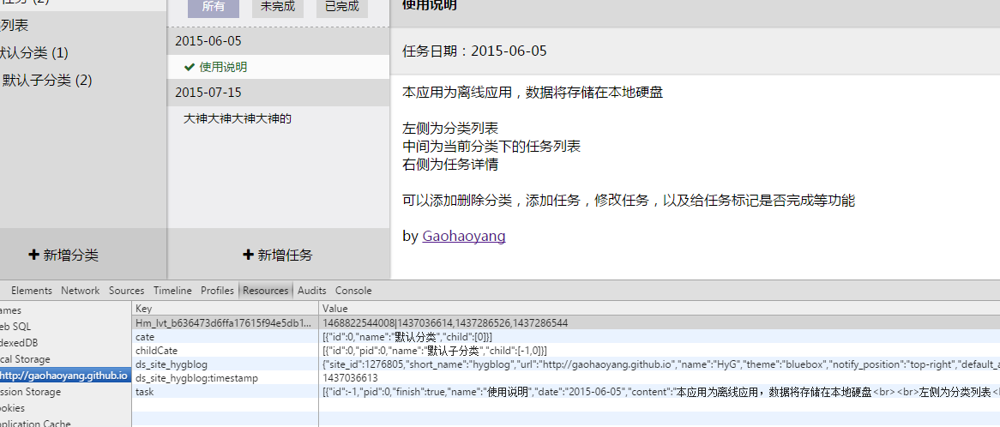 (2)
列表
默认分类 (1)
默认子分类 (2)
新增分类
所有
未完成
已完成
2015-06-05
使用说明
2015-07-15
大神大神大神大神的
新增任务
使用说明
任务日期：2015-06-05
本应用为离线应用，数据将存储在本地硬盘
左侧为分类列表
中间为当前分类下的任务列表
右侧为任务详情
可以添加删除分类，添加任务，修改任务，以及给任务标记是否完成等功能
by Gaohaoyang
Elements Network Sources Timeline Profiles Resources Audits Console
ames
eb SQL
dexedDB
cal Storage
http://gaohaoyang.github.io
ssion Storage
ookies
plication Cache
Key Value
Hm_lvt_b636473d6ffa17615f94e5db1... 1468822544008|1437036614,1437286526,1437286544
cate [{"id":0,"name":"默认分类","child":[0]}]
childCate [{"id":0,"pid":0,"name":"默认子分类","child":[-1,0]}]
ds_site_hygblog {"site_id":1276805,"short_name":"hygblog","url":"http://gaohaoyang.github.io","name":"HyG","theme":"bluebox","notify_position":"top-right","default_a
ds_site_hygblog:timestamp 1437036613
task [{"id":-1,"pid":0,"finish":true,"name":"使用说明","date":"2015-06-05","content":"本应用为离线应用，数据将存储在本地硬盘<br><br>左侧为分类列表<